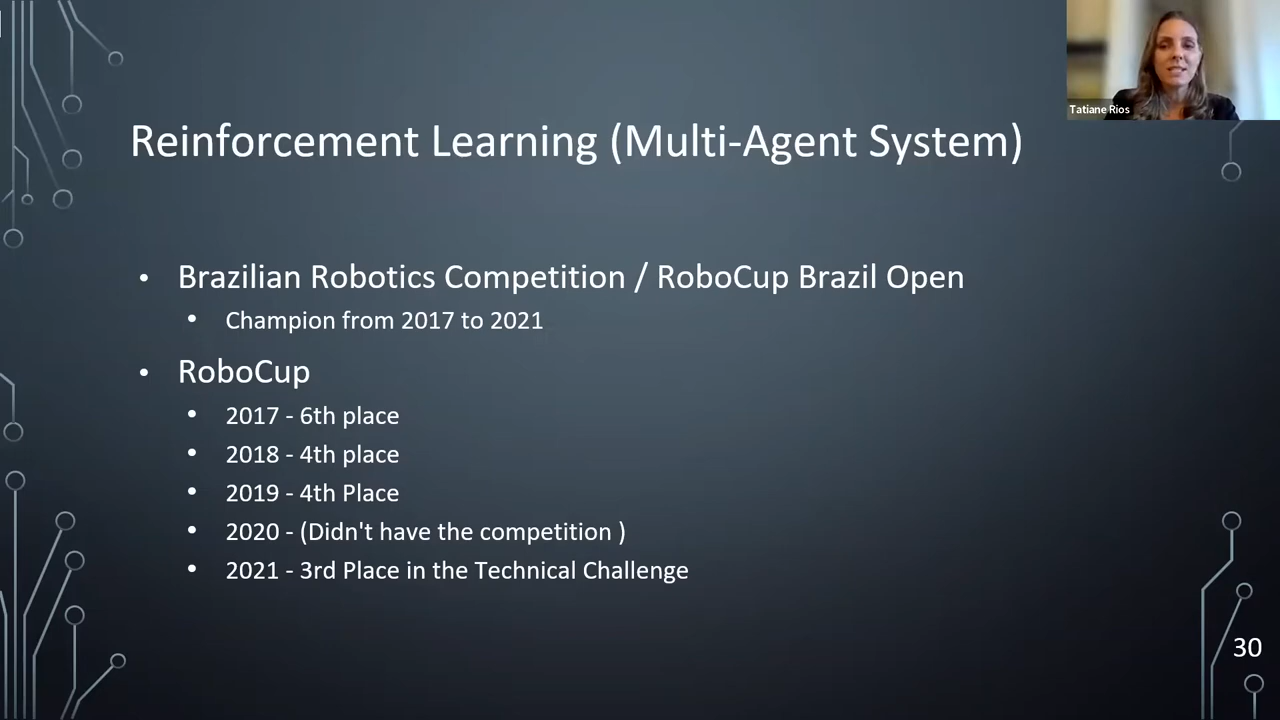 Tatiane Rios
Reinforcement Learning (Multi-Agent System)
• Brazilian Robotics Competition / RoboCup Brazil Open
• Champion from 2017 to 2021
• RoboCup
• 2017 - 6th place
• 2018 - 4th place
• 2019 - 4th Place
• 2020 - (Didn't have the competition )
• 2021 - 3rd Place in the Technical Challenge
30